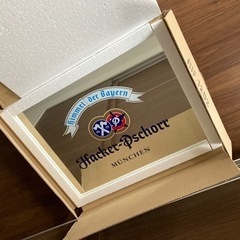 Himmel der Bayern
Hacker-Pschorr
MÜNCHEN